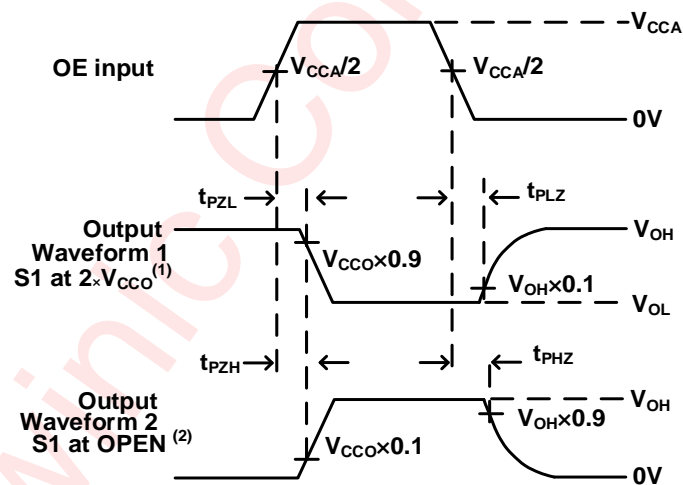 V_CCA
OE input
V_CCA/2
V_CCA/2
0V
t_PZL
t_PLZ
Output
Waveform 1
S1 at 2×V_CCO(1)
V_CCO×0.9
V_OH
V_OH×0.1
V_OL
t_PZH
t_PHZ
Output
Waveform 2
S1 at OPEN (2)
V_CCO×0.1
V_OH
V_OH×0.9
0V